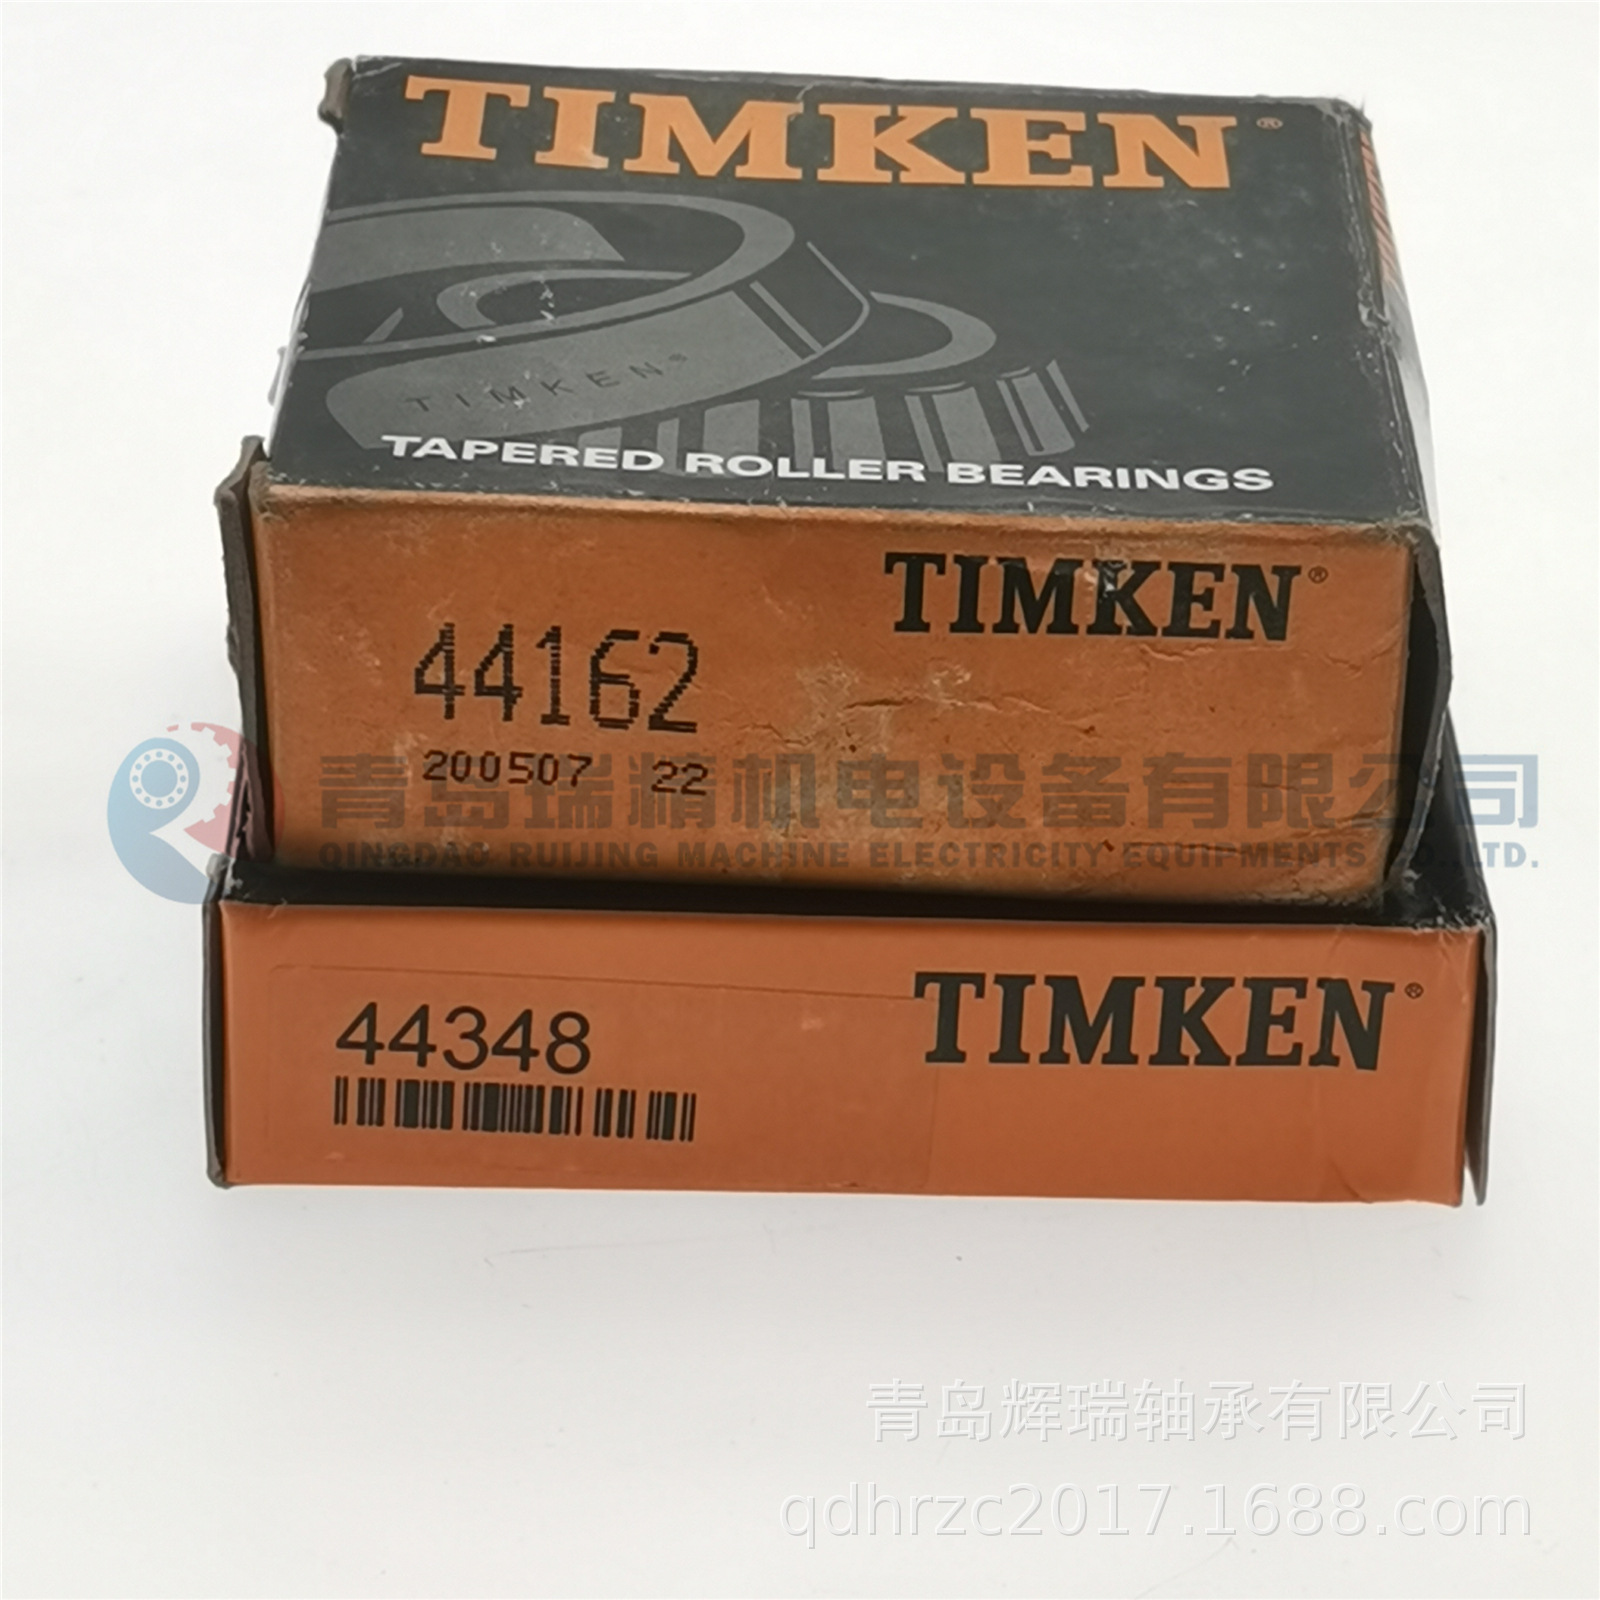 TIMKEN®
TIMKEN®
TAPERED ROLLER BEARINGS
TIMKEN®
44162
200507 22
青岛瑞精机电设备有限公司
QINGDAO RUIJING MACHINE ELECTRICITY EQUIPMENTS CO.,LTD.
TIMKEN®
44348
青岛辉瑞轴承有限公司
qdhrzc2017.1688.com